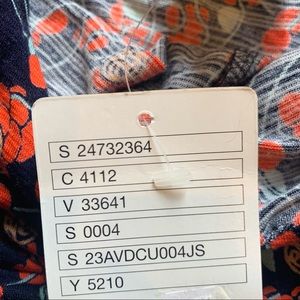 S 24732364
C 4112
V 33641
S 0004
S 23AVDCU004JS
Y 5210